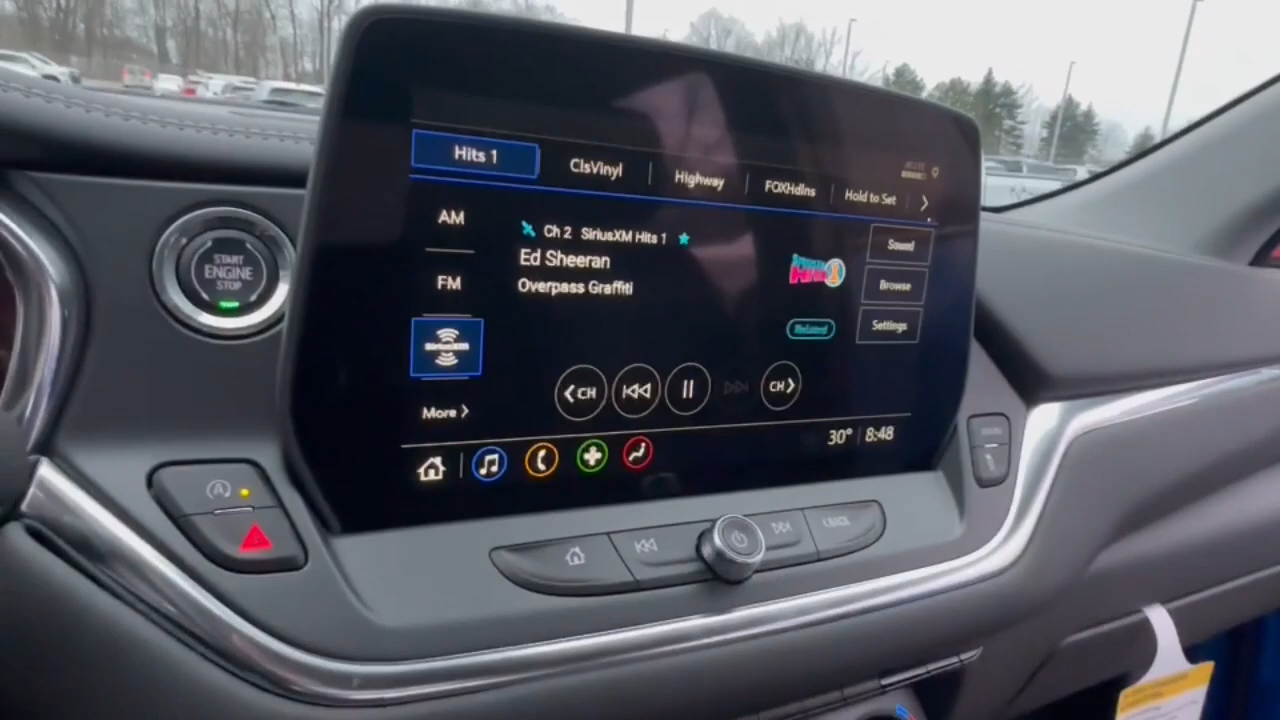 Hits 1
ClsVinyl
Highway
FOXHdlns
Hold to Set
AM
FM
SiriusXM
More
Ch 2 SiriusXM Hits 1
Ed Sheeran
Overpass Graffiti
Sound
Browse
Settings
CH
CH
30° 8:48
START
ENGINE
STOP
A